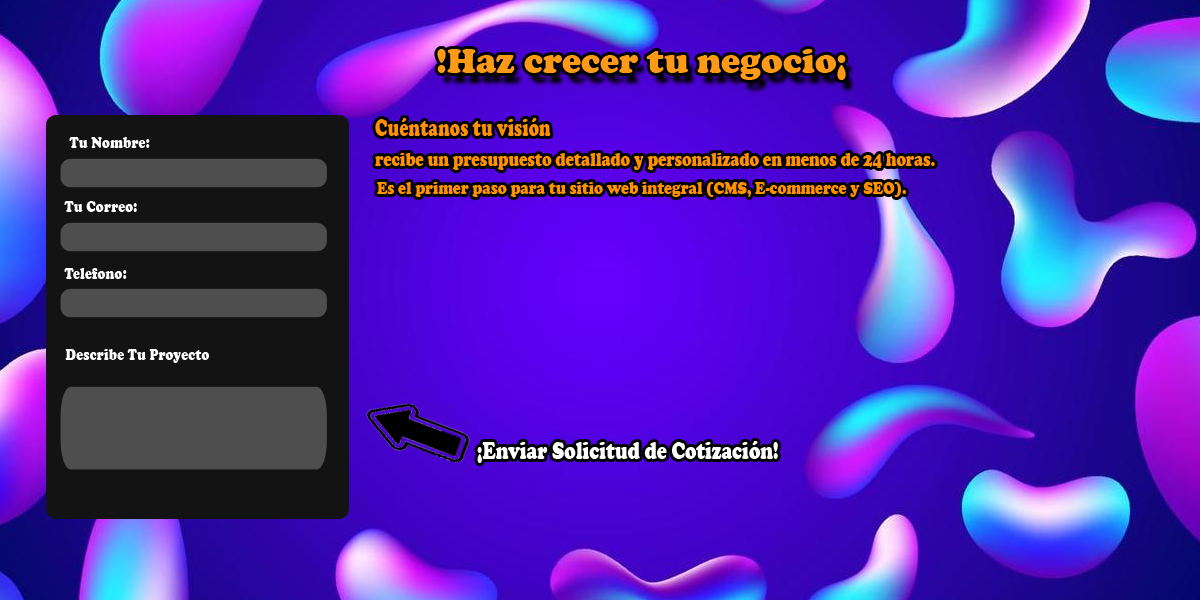 !Haz crecer tu negocio¡
Cuéntanos tu visión
recibe un presupuesto detallado y personalizado en menos de 24 horas.
Es el primer paso para tu sitio web integral (CMS, E-commerce y SEO).
Tu Nombre:
Tu Correo:
Telefono:
Describe Tu Proyecto
¡Enviar Solicitud de Cotización!